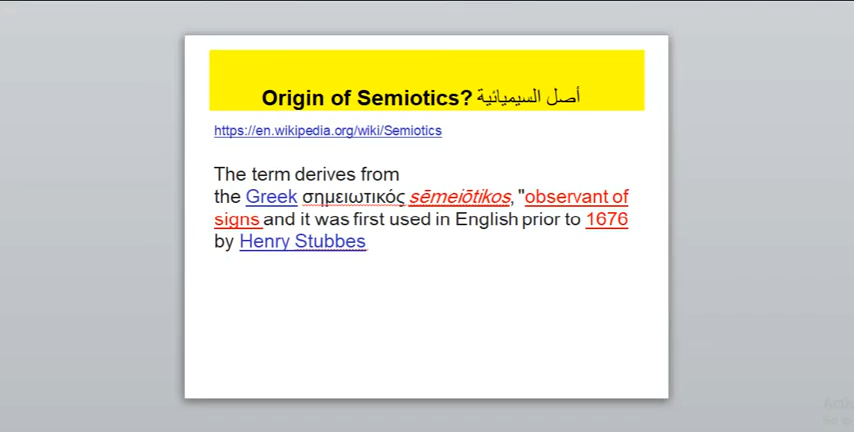 Origin of Semiotics? أصل السيميائية
https://en.wikipedia.org/wiki/Semiotics
The term derives from
the Greek σημειωτικός sēmeiōtikos, "observant of
signs and it was first used in English prior to 1676
by Henry Stubbes